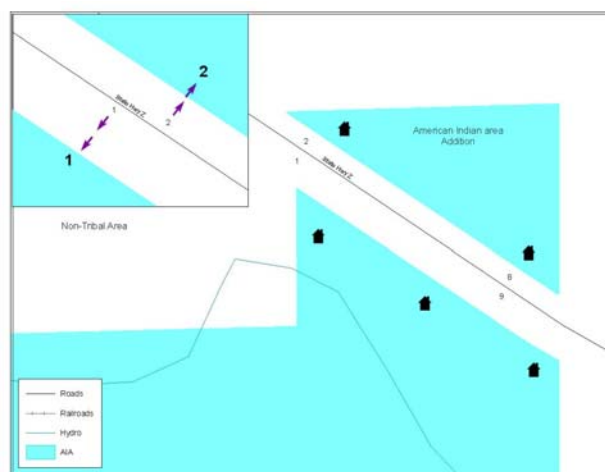 2
State Hwy Z
1
2
1
American Indian area
Addition
2
1
State Hwy Z
Non-Tribal Area
8
9
Roads
Railroads
Hydro
AIA